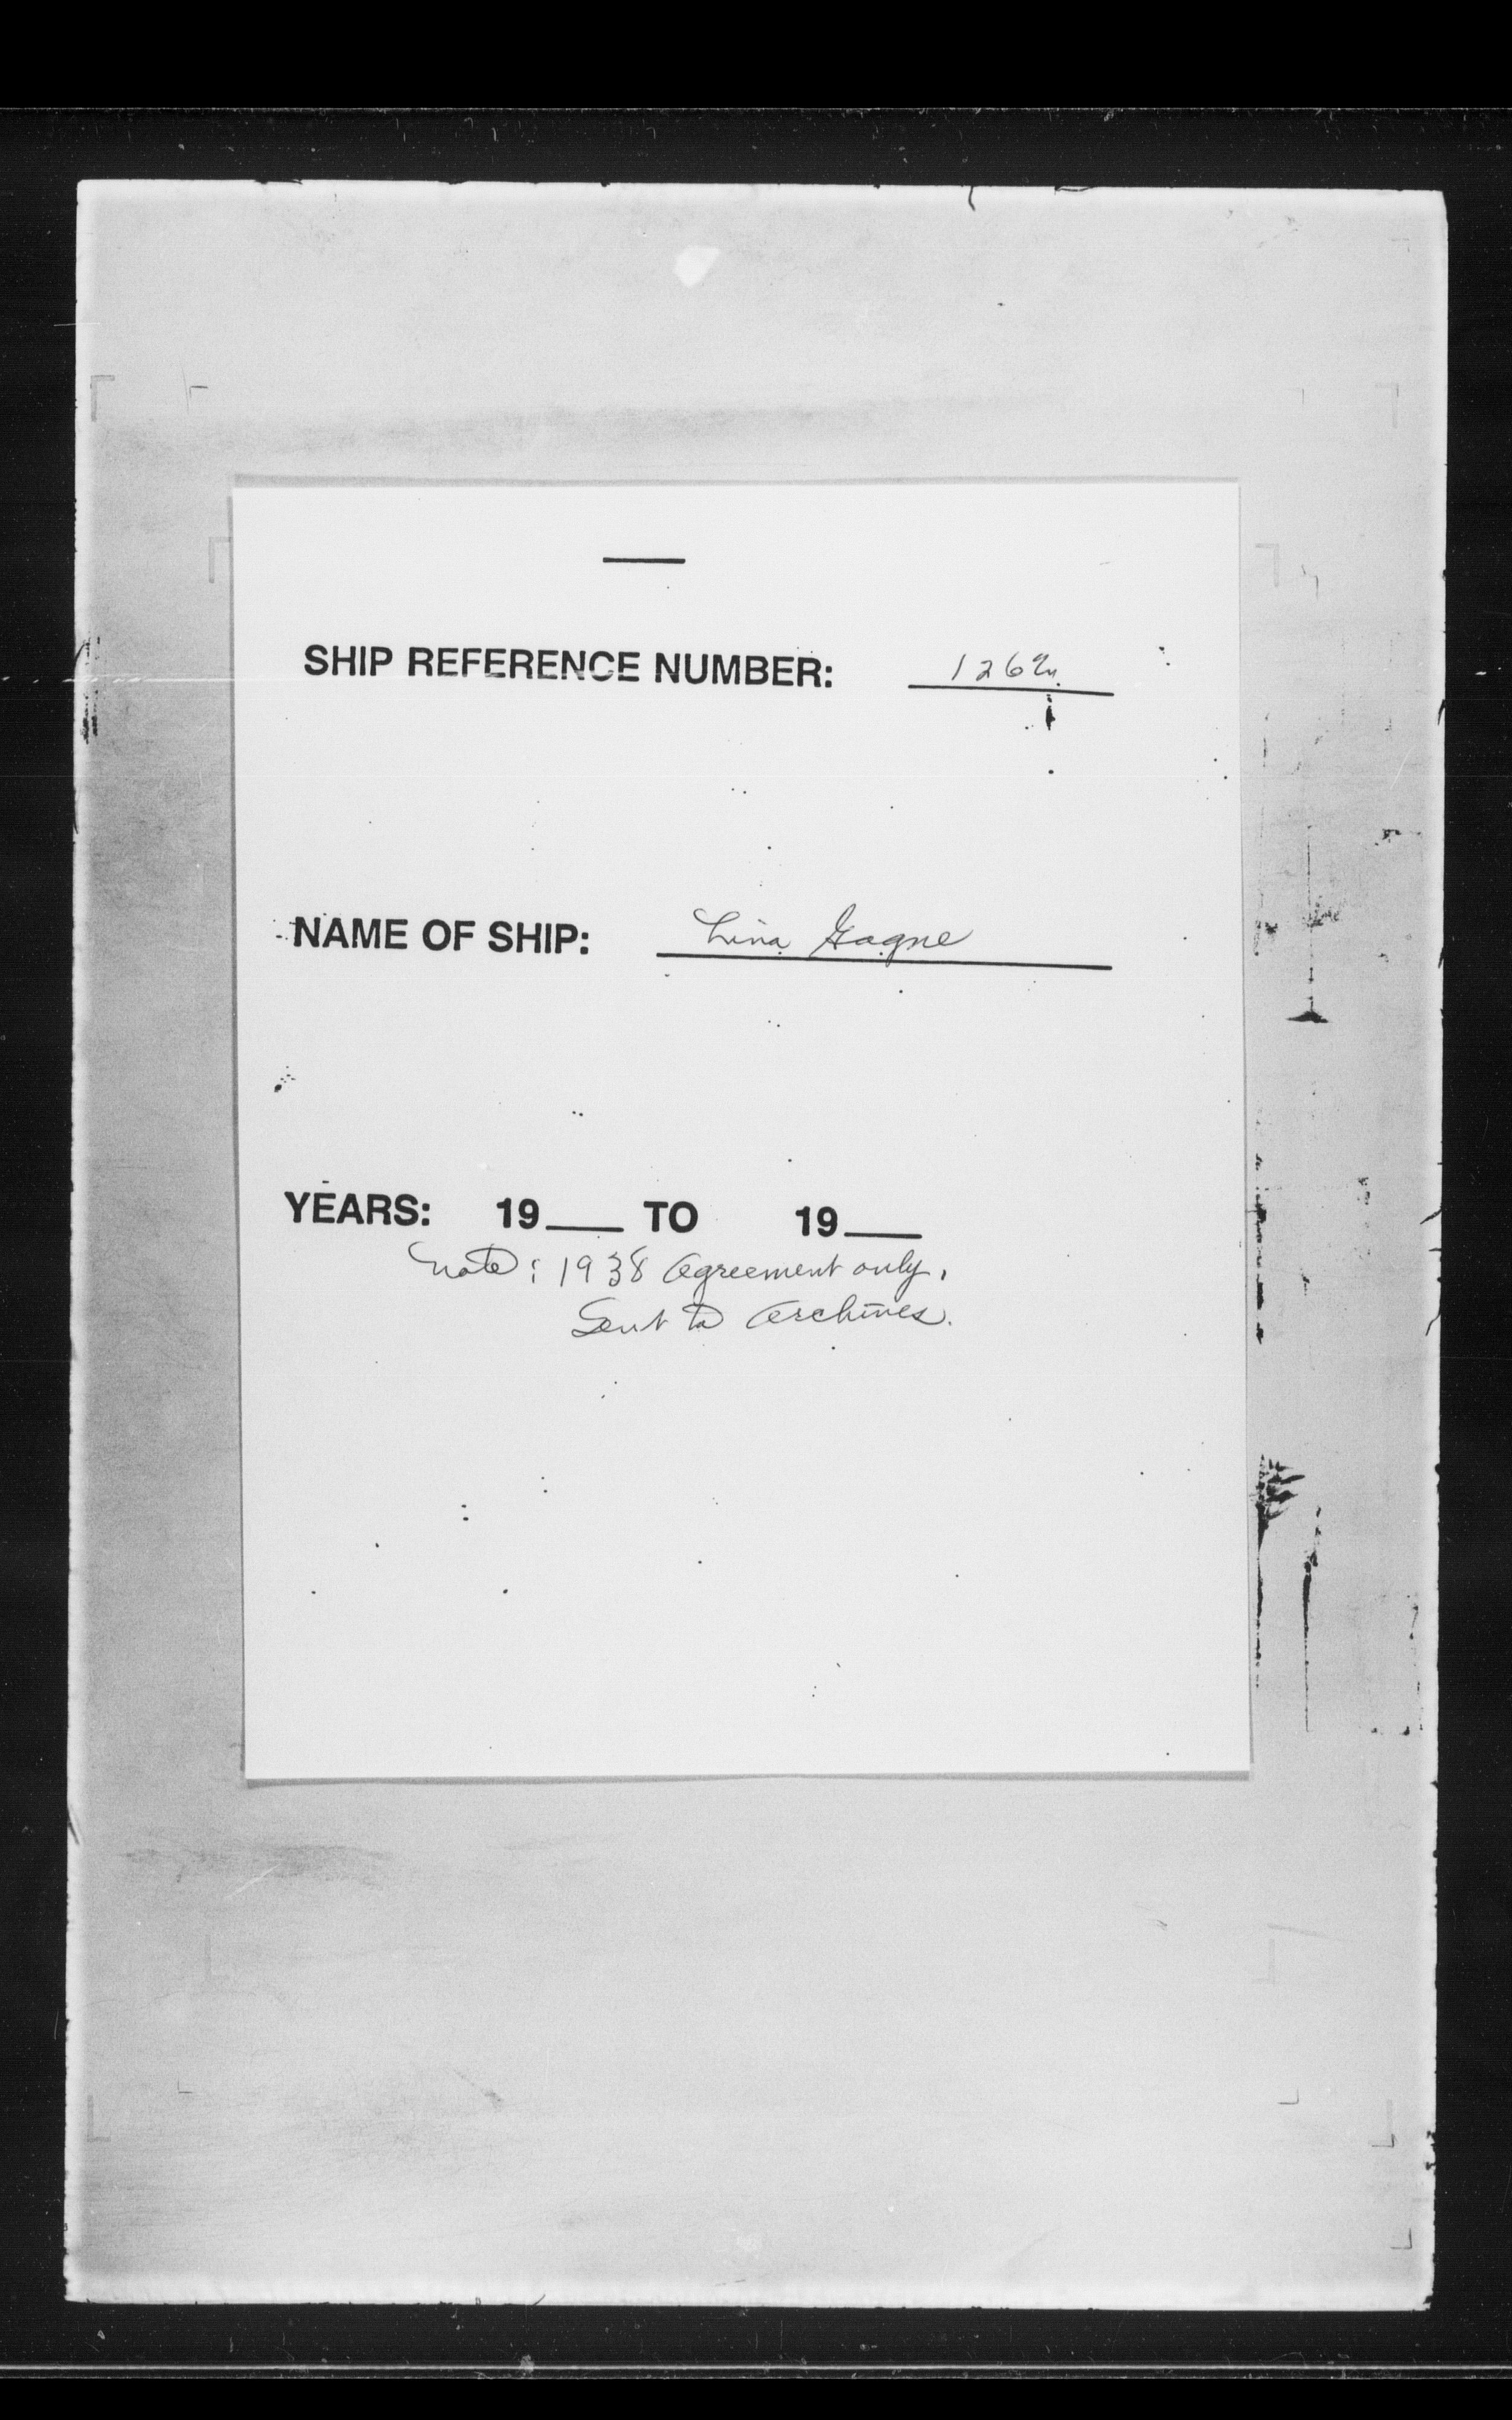 SHIP REFERENCE NUMBER:
NAME OF SHIP: Lina Gagne
YEARS: 19___ TO 19___
Note: 1938 Agreement only.
Sent to Archives.